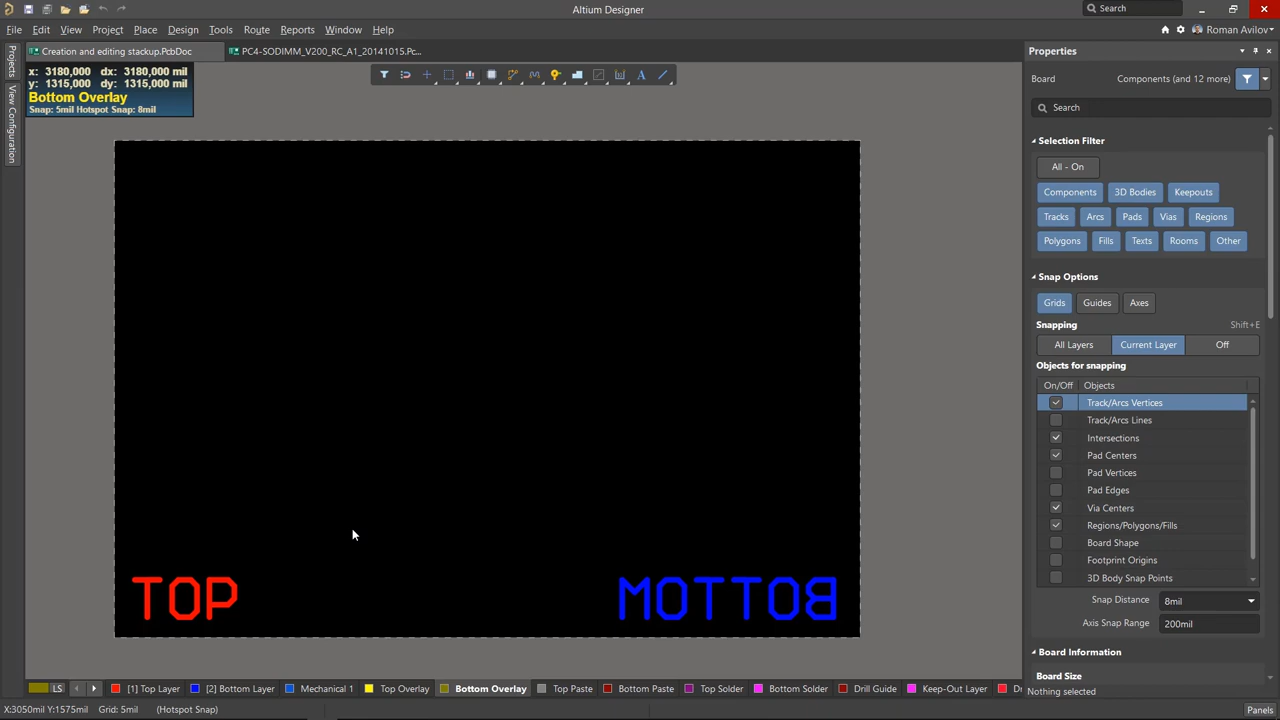 Altium Designer
Search
File Edit View Project Place Design Tools Route Reports Window Help
Roman Avilov
Projects
View Configuration
Creation and editing stackup.PcbDoc
PC4-SODIMM_V200_RC_A1_20141015.Pc...
x: 3180,000 dx: 3180,000 mil
y: 1315,000 dy: 1315,000 mil
Bottom Overlay
Snap: 5mil Hotspot Snap: 8mil
TOP
BOTTOM
Properties
Board
Components (and 12 more)
Search
Selection Filter
All - On
Components 3D Bodies Keepouts
Tracks Arcs Pads Vias Regions
Polygons Fills Texts Rooms Other
Snap Options
Grids Guides Axes
Snapping Shift+E
All Layers Current Layer Off
Objects for snapping
On/Off Objects
Track/Arcs Vertices
Track/Arcs Lines
Intersections
Pad Centers
Pad Vertices
Pad Edges
Via Centers
Regions/Polygons/Fills
Board Shape
Footprint Origins
3D Body Snap Points
Snap Distance 8mil
Axis Snap Range 200mil
Board Information
Board Size
Nothing selected
LS [1] Top Layer [2] Bottom Layer Mechanical 1 Top Overlay Bottom Overlay Top Paste Bottom Paste Top Solder Bottom Solder Drill Guide Keep-Out Layer Dr
X:3050mil Y:1575mil Grid: 5mil (Hotspot Snap)
Panels